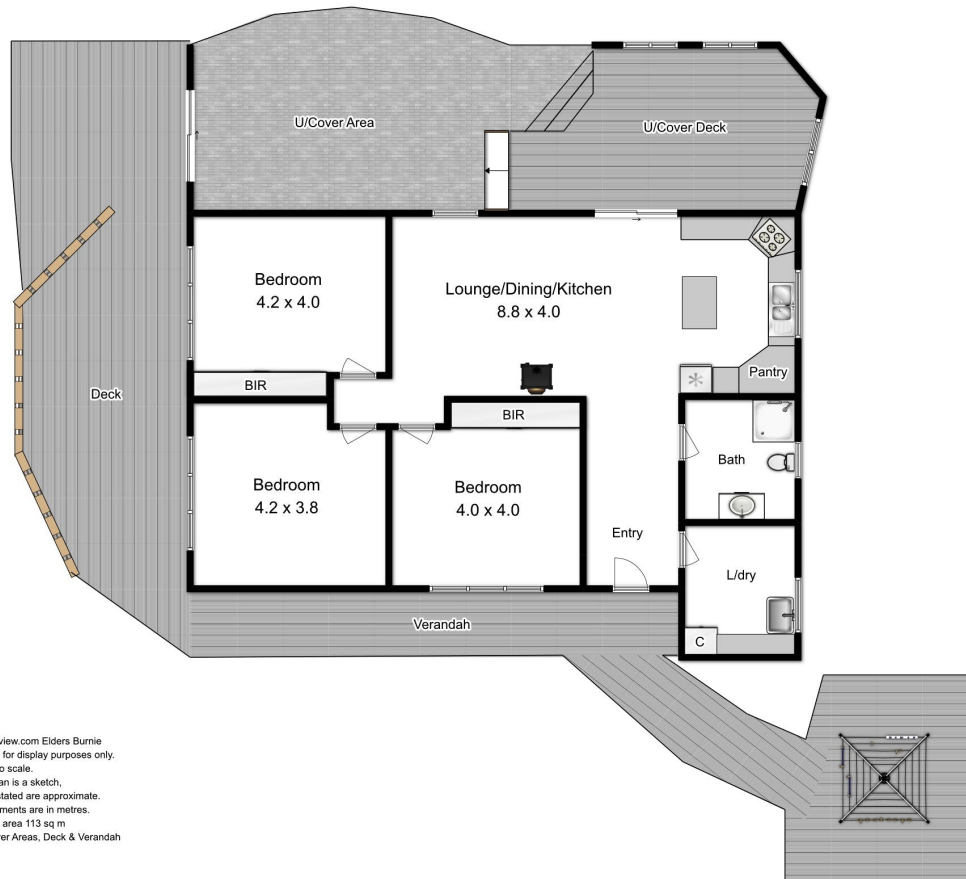 U/Cover Area
U/Cover Deck
Bedroom
4.2 x 4.0
Lounge/Dining/Kitchen
8.8 x 4.0
BIR
Pantry
Deck
BIR
Bedroom
4.2 x 3.8
Bedroom
4.0 x 4.0
Bath
Entry
L/dry
Verandah
C
view.com Elders Burnie
for display purposes only.
o scale.
an is a sketch,
stated are approximate.
ments are in metres.
area 113 sq m
er Areas, Deck & Verandah